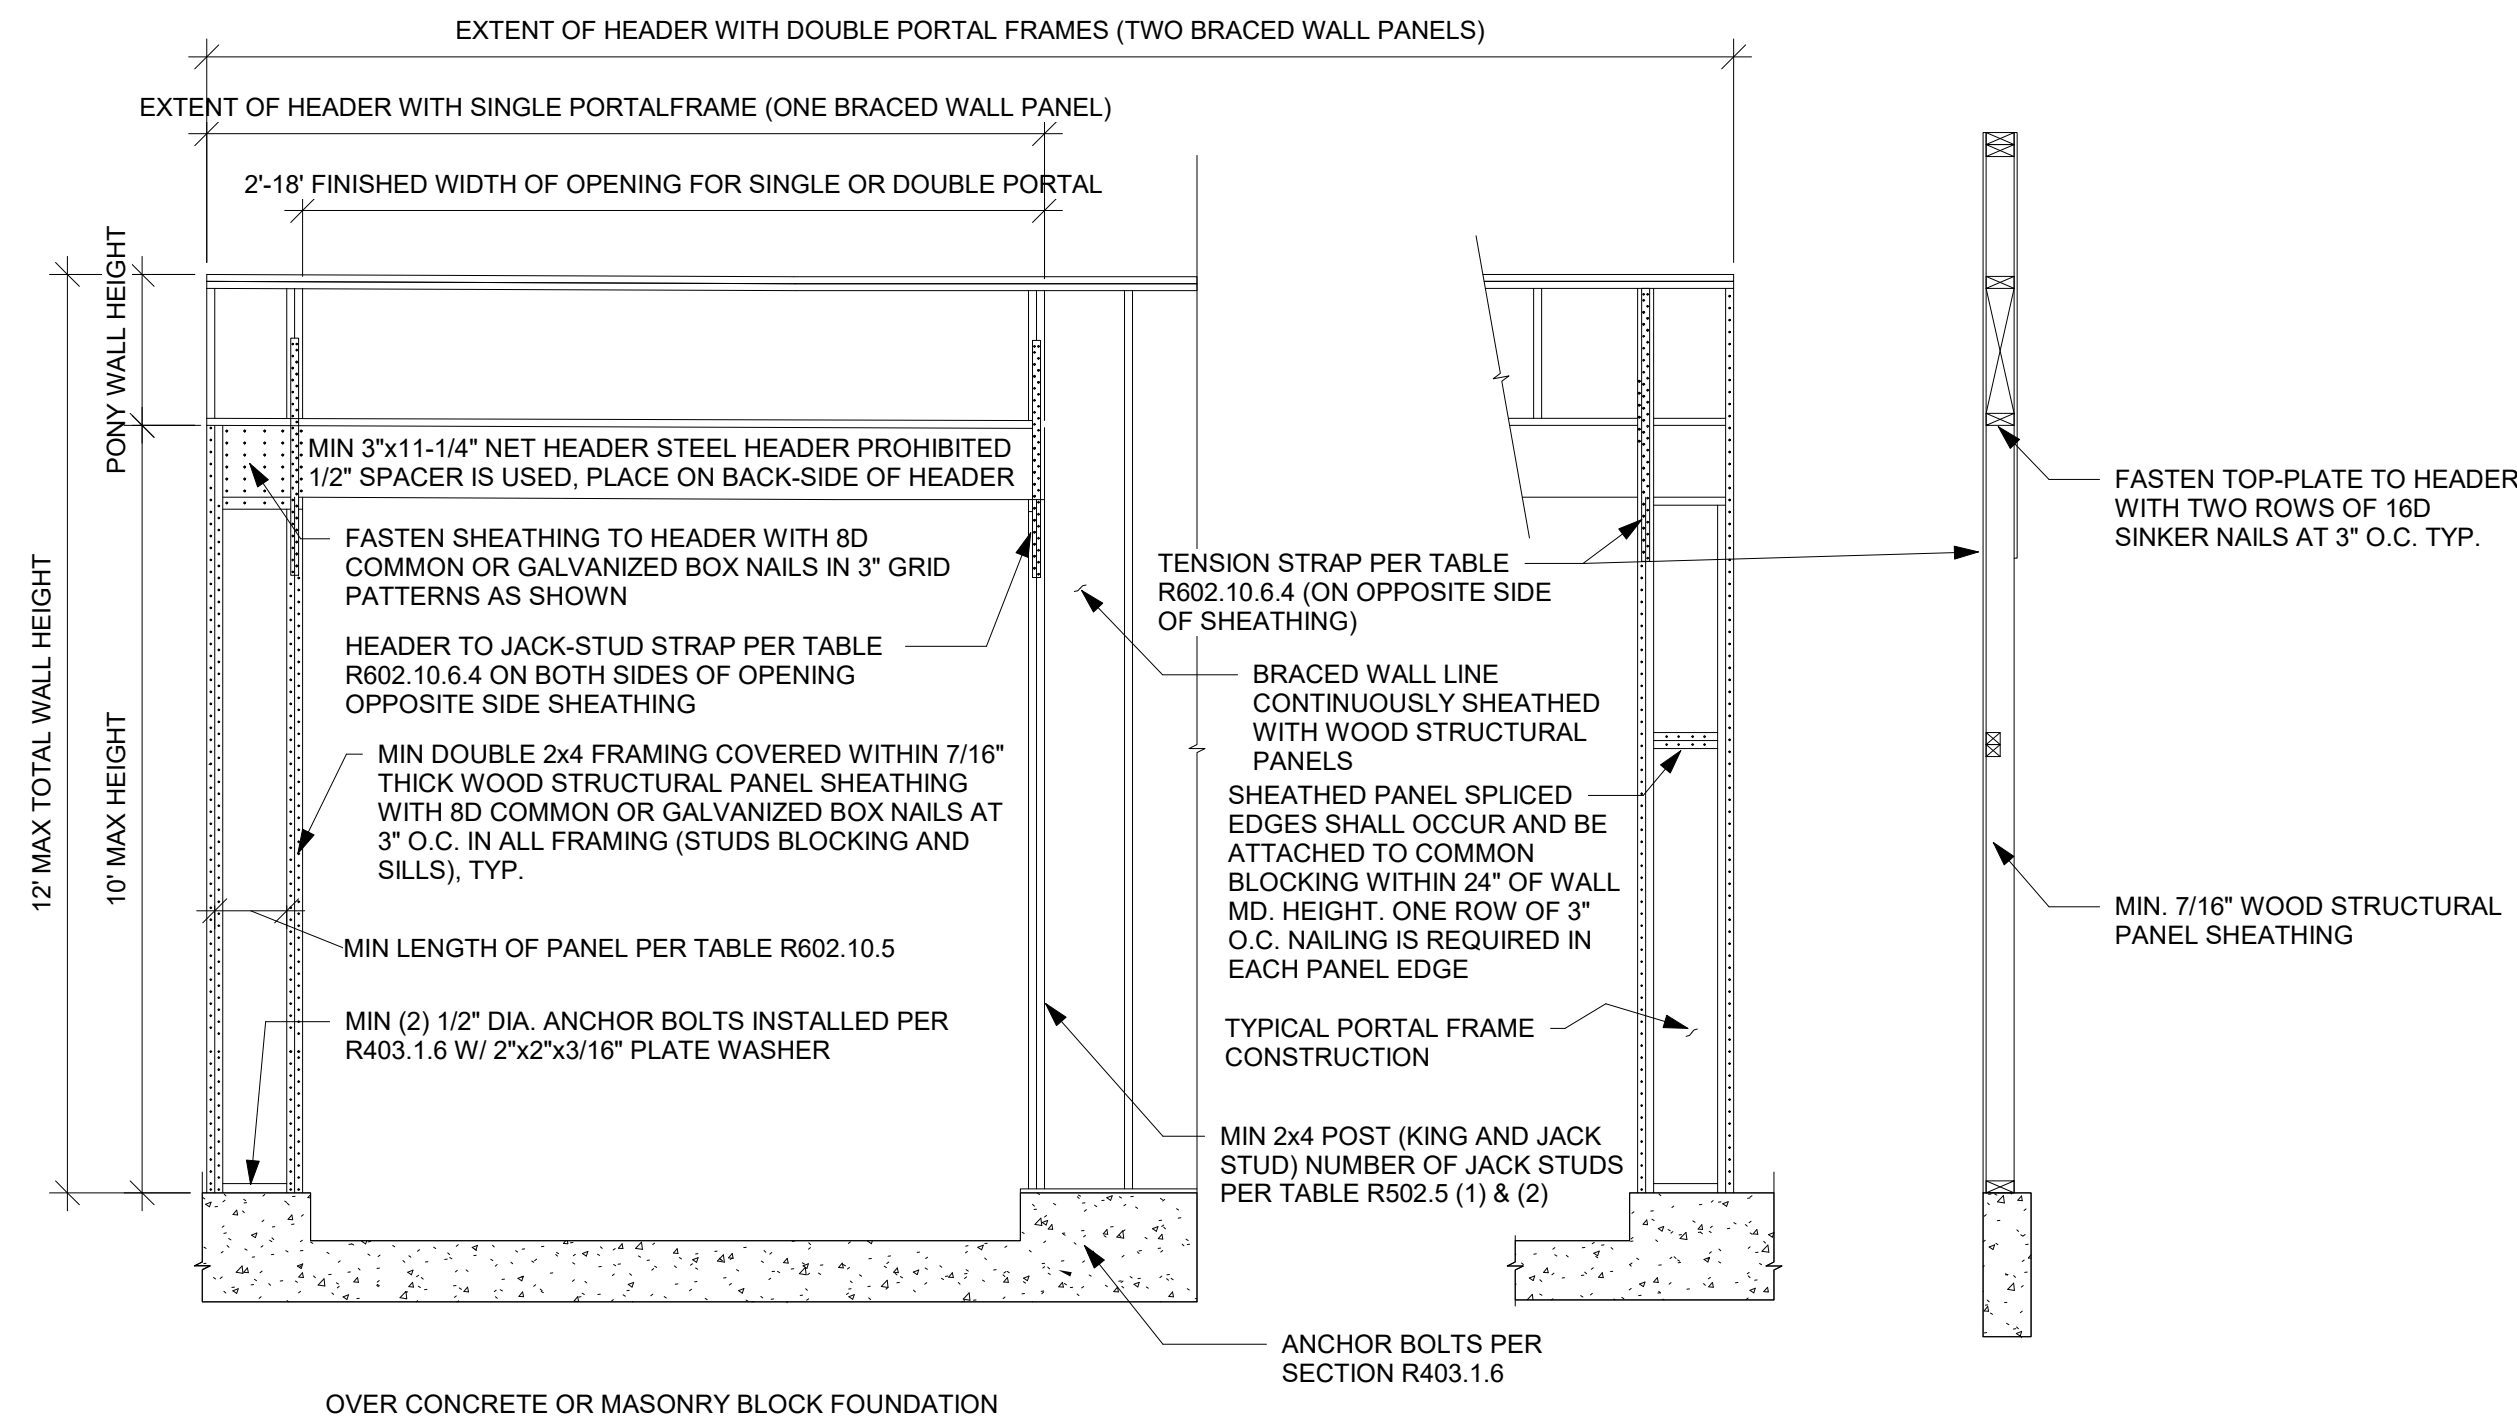 EXTENT OF HEADER WITH DOUBLE PORTAL FRAMES (TWO BRACED WALL PANELS)
EXTENT OF HEADER WITH SINGLE PORTALFRAME (ONE BRACED WALL PANEL)
2'-18' FINISHED WIDTH OF OPENING FOR SINGLE OR DOUBLE PORTAL
12' MAX TOTAL WALL HEIGHT
PONY WALL HEIGHT
10' MAX HEIGHT
MIN 3"x11-1/4" NET HEADER STEEL HEADER PROHIBITED
1/2" SPACER IS USED, PLACE ON BACK-SIDE OF HEADER
FASTEN SHEATHING TO HEADER WITH 8D
COMMON OR GALVANIZED BOX NAILS IN 3" GRID
PATTERNS AS SHOWN
HEADER TO JACK-STUD STRAP PER TABLE
R602.10.6.4 ON BOTH SIDES OF OPENING
OPPOSITE SIDE SHEATHING
MIN DOUBLE 2x4 FRAMING COVERED WITHIN 7/16"
THICK WOOD STRUCTURAL PANEL SHEATHING
WITH 8D COMMON OR GALVANIZED BOX NAILS AT
3" O.C. IN ALL FRAMING (STUDS BLOCKING AND
SILLS), TYP.
MIN LENGTH OF PANEL PER TABLE R602.10.5
MIN (2) 1/2" DIA. ANCHOR BOLTS INSTALLED PER
R403.1.6 W/ 2"x2"x3/16" PLATE WASHER
TENSION STRAP PER TABLE
R602.10.6.4 (ON OPPOSITE SIDE
OF SHEATHING)
BRACED WALL LINE
CONTINUOUSLY SHEATHED
WITH WOOD STRUCTURAL
PANELS
SHEATHED PANEL SPLICED
EDGES SHALL OCCUR AND BE
ATTACHED TO COMMON
BLOCKING WITHIN 24" OF WALL
MD. HEIGHT. ONE ROW OF 3"
O.C. NAILING IS REQUIRED IN
EACH PANEL EDGE
TYPICAL PORTAL FRAME
CONSTRUCTION
MIN 2x4 POST (KING AND JACK
STUD) NUMBER OF JACK STUDS
PER TABLE R502.5 (1) & (2)
ANCHOR BOLTS PER
SECTION R403.1.6
FASTEN TOP-PLATE TO HEADER
WITH TWO ROWS OF 16D
SINKER NAILS AT 3" O.C. TYP.
MIN. 7/16" WOOD STRUCTURAL
PANEL SHEATHING
OVER CONCRETE OR MASONRY BLOCK FOUNDATION